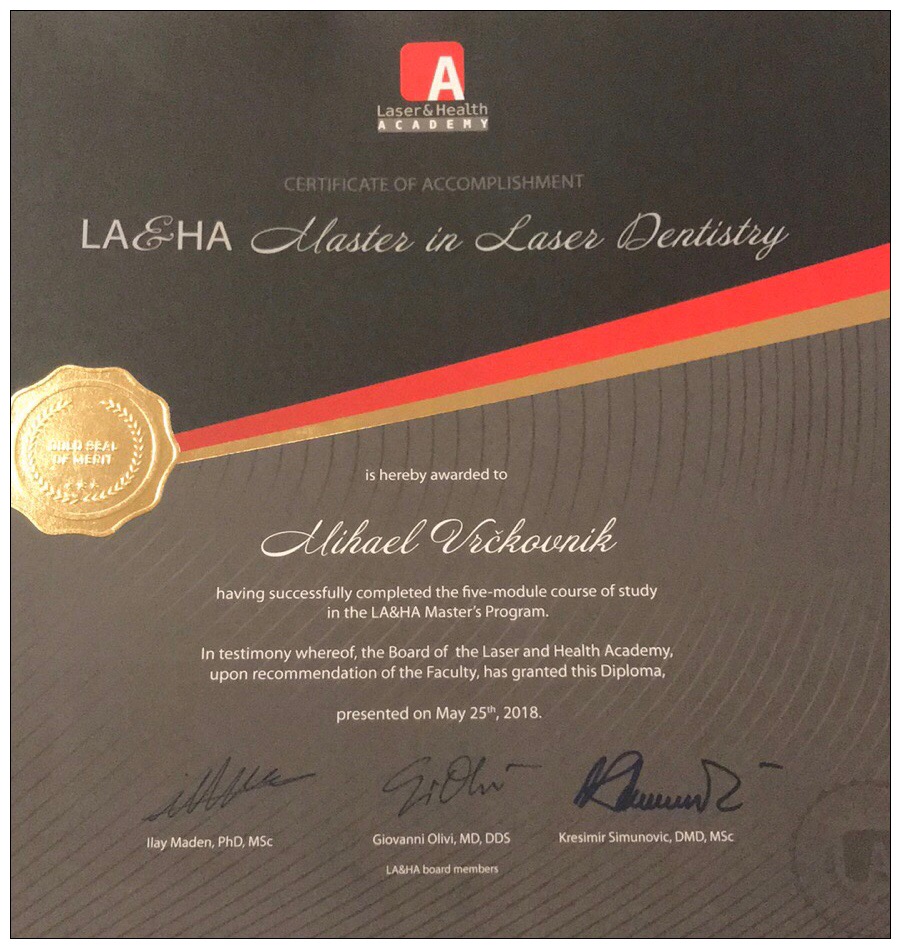 A
Laser & Health
ACADEMY
CERTIFICATE OF ACCOMPLISHMENT
LA&HA Master in Laser Dentistry
GOLD SEAL
OF MERIT
is hereby awarded to
Mihael Vrčkovnik
having successfully completed the five-module course of study
in the LA&HA Master's Program.
In testimony whereof, the Board of the Laser and Health Academy,
upon recommendation of the Faculty, has granted this Diploma,
presented on May 25th, 2018.
Ilay Maden, PhD, MSc
Giovanni Olivi, MD, DDS
Kresimir Simunovic, DMD, MSc
LA&HA board members